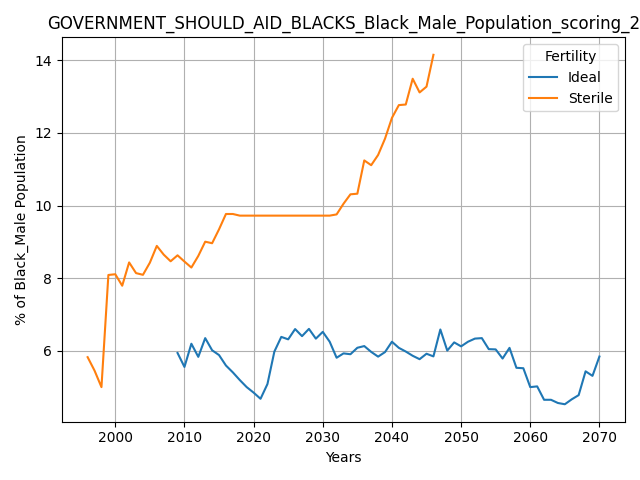 GOVERNMENT_SHOULD_AID_BLACKS_Black_Male_Population_scoring_2
Fertility
Ideal
Sterile
% of Black_Male Population
14
12
10
8
6
2000 2010 2020 2030 2040 2050 2060 2070
Years